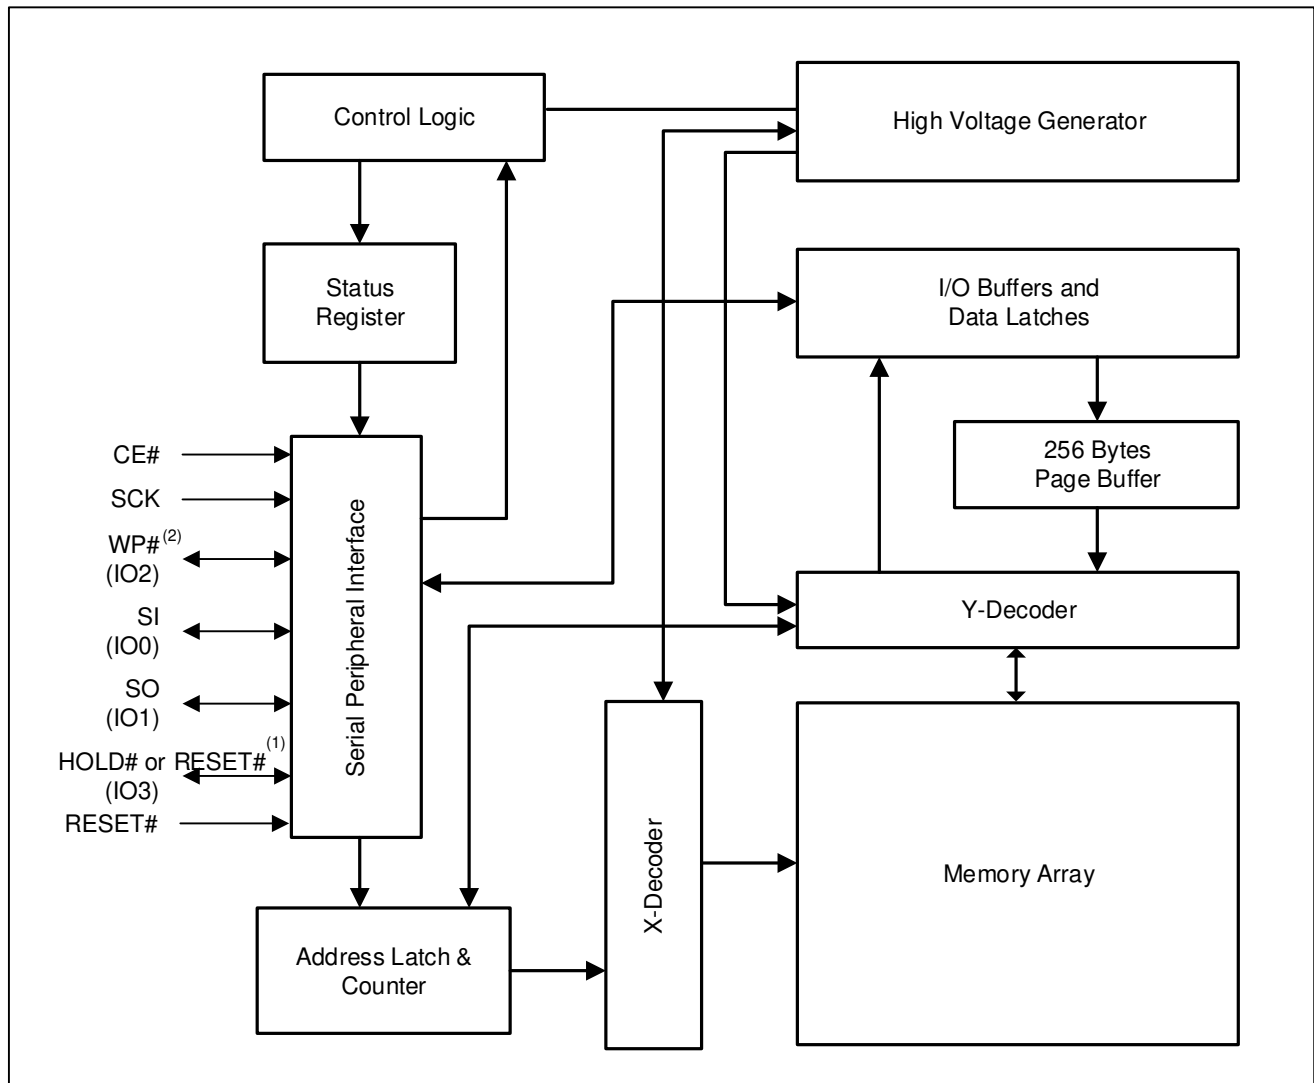 Control Logic
High Voltage Generator
Status
Register
I/O Buffers and
Data Latches
256 Bytes
Page Buffer
Y-Decoder
CE#
SCK
WP#(2)
(IO2)
SI
(IO0)
SO
(IO1)
HOLD# or RESET#(1)
(IO3)
RESET#
Serial Peripheral Interface
X-Decoder
Memory Array
Address Latch &
Counter